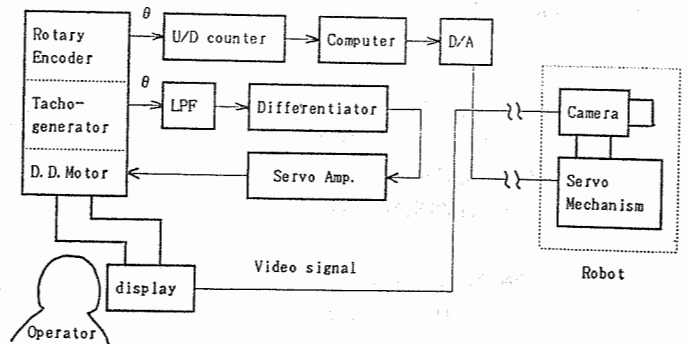 θ
Rotary
Encoder
U/D counter
Computer
D/A
θ
Tacho-
generator
LPF
Differentiator
Camera
D.D.Motor
Servo Amp.
Servo
Mechanism
Robot
Video signal
display
Operator